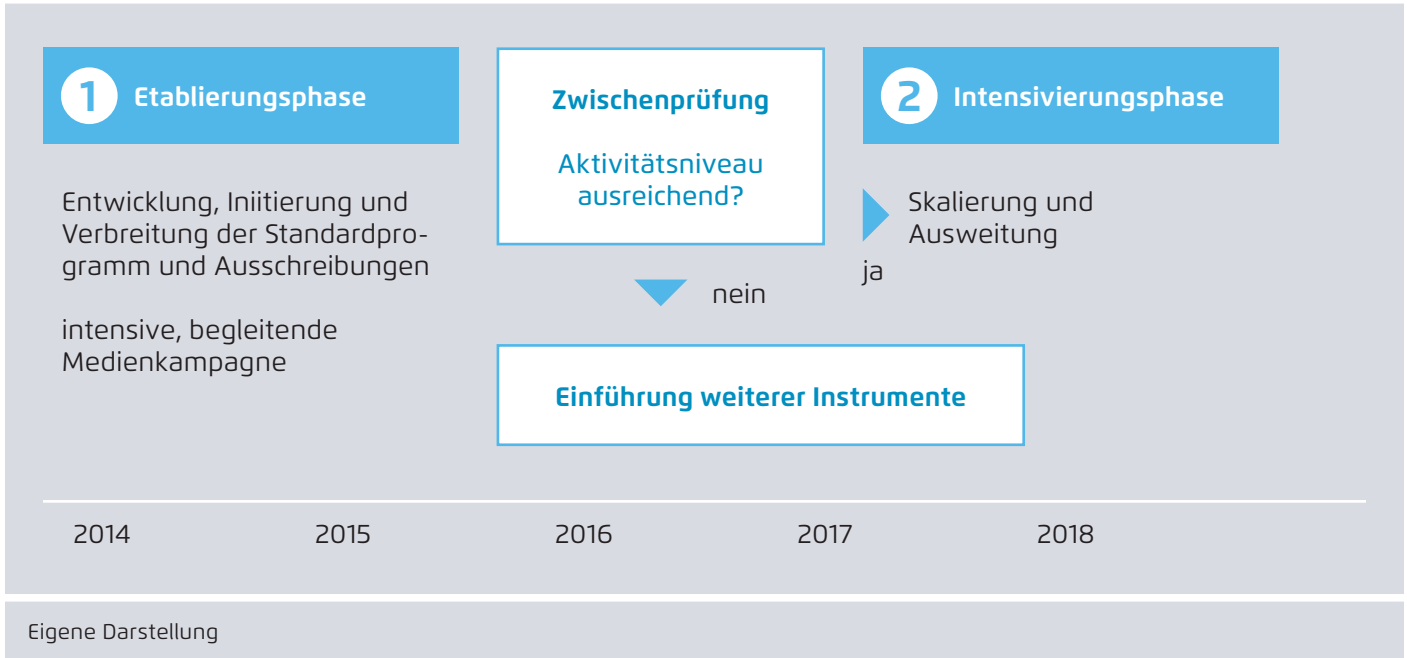 1 Etablierungsphase
Entwicklung, Iniitierung und
Verbreitung der Standardpro-
gramm und Ausschreibungen
intensive, begleitende
Medienkampagne
Zwischenprüfung
Aktivitätsniveau
ausreichend?
nein
Einführung weiterer Instrumente
2 Intensivierungsphase
Skalierung und
Ausweitung
ja
2014 2015 2016 2017 2018
Eigene Darstellung